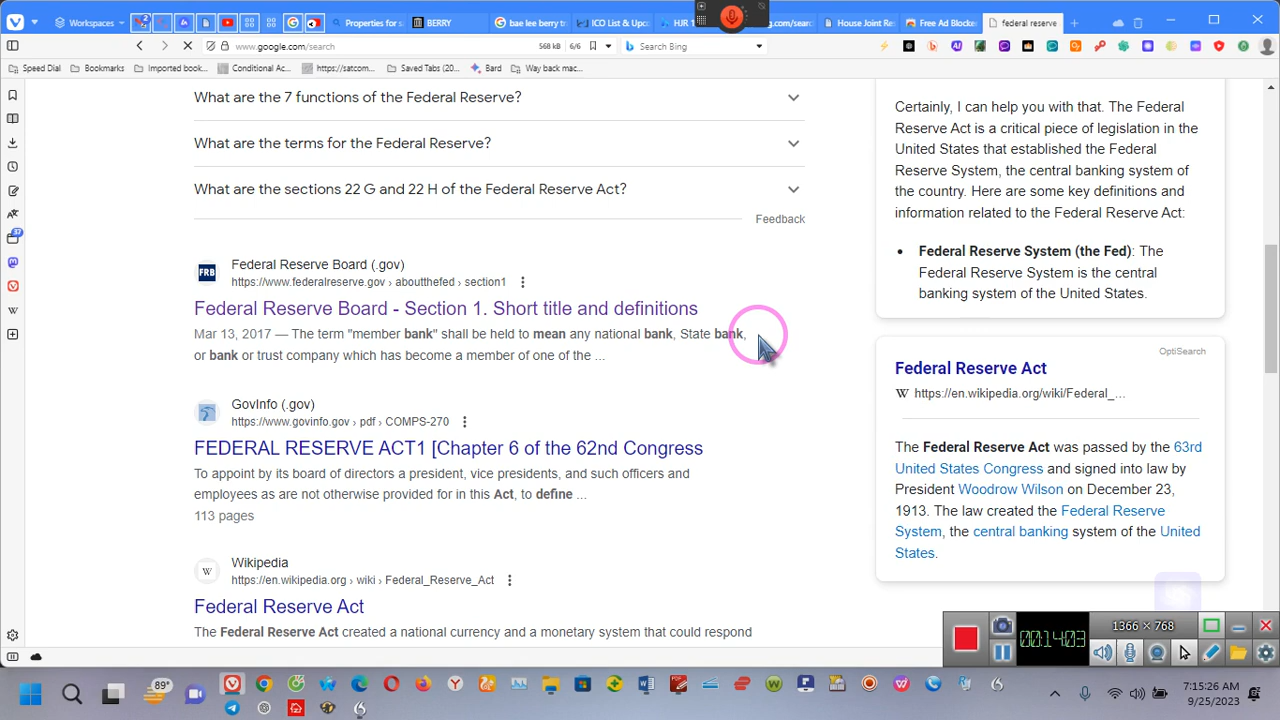 Workspaces
Properties for s
BERRY
bae lee berry tr
ICO List & Upc
HJR 1
ng.com/sear
House Joint Res
Free Ad Blocke
federal reserve
www.google.com/search
568 kB 6/6
Search Bing
Speed Dial
Bookmarks
Imported book...
Conditional Ac...
https://satcom...
Saved Tabs (20...
Bard
Way back mac...
37
What are the 7 functions of the Federal Reserve?
What are the terms for the Federal Reserve?
What are the sections 22 G and 22 H of the Federal Reserve Act?
Feedback
FRB
Federal Reserve Board (.gov)
https://www.federalreserve.gov › aboutthefed › section1
Federal Reserve Board - Section 1. Short title and definitions
Mar 13, 2017 — The term "member bank" shall be held to mean any national bank, State bank,
or bank or trust company which has become a member of one of the ...
GovInfo (.gov)
https://www.govinfo.gov › pdf › COMPS-270
FEDERAL RESERVE ACT1 [Chapter 6 of the 62nd Congress
To appoint by its board of directors a president, vice presidents, and such officers and
employees as are not otherwise provided for in this Act, to define ...
113 pages
W
Wikipedia
https://en.wikipedia.org › wiki › Federal_Reserve_Act
Federal Reserve Act
The Federal Reserve Act created a national currency and a monetary system that could respond
Certainly, I can help you with that. The Federal
Reserve Act is a critical piece of legislation in the
United States that established the Federal
Reserve System, the central banking system of
the country. Here are some key definitions and
information related to the Federal Reserve Act:
• Federal Reserve System (the Fed): The
Federal Reserve System is the central
banking system of the United States.
OptiSearch
Federal Reserve Act
W https://en.wikipedia.org/wiki/Federal_...
The Federal Reserve Act was passed by the 63rd
United States Congress and signed into law by
President Woodrow Wilson on December 23,
1913. The law created the Federal Reserve
System, the central banking system of the United
States.
1366 × 768
00:14:03
89°
7:15:26 AM
9/25/2023